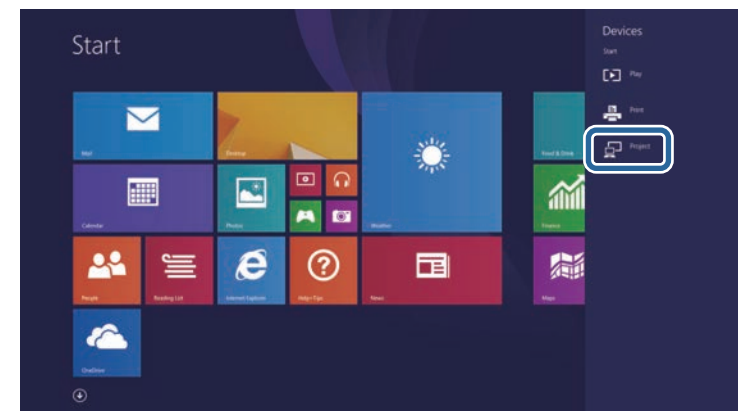 Start
Devices
Start
Play
Print
Project
Mail
Desktop
Weather
Food & Drink
Calendar
Photos
Finance
People
Reading List
Internet Explorer
Help+Tips
News
Maps
OneDrive